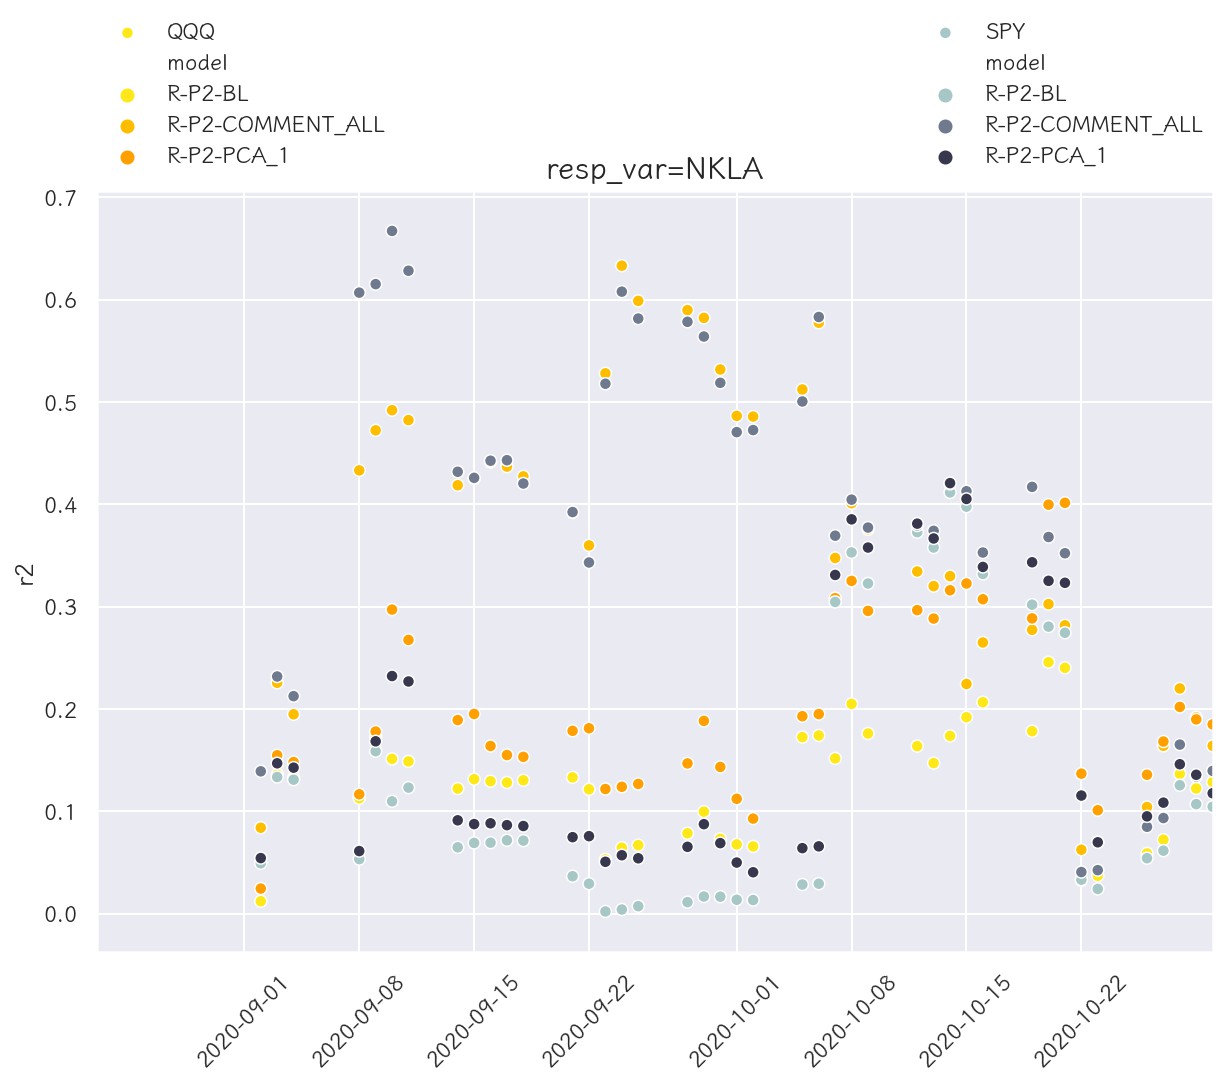 QQQ
model
R-P2-BL
R-P2-COMMENT_ALL
R-P2-PCA_1
SPY
model
R-P2-BL
R-P2-COMMENT_ALL
R-P2-PCA_1
resp_var=NKLA
0.7
0.6
0.5
0.4
0.3
0.2
0.1
0.0
r2
2020-09-01
2020-09-08
2020-09-15
2020-09-22
2020-10-01
2020-10-08
2020-10-15
2020-10-22